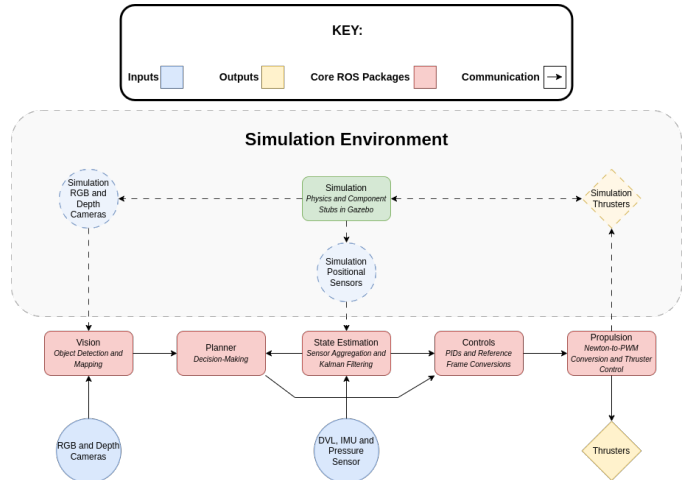 KEY:
Inputs
Outputs
Core ROS Packages
Communication
Simulation Environment
Simulation
RGB and
Depth
Cameras
Simulation
Physics and Component
Stubs in Gazebo
Simulation
Thrusters
Simulation
Positional
Sensors
Vision
Object Detection and
Mapping
Planner
Decision-Making
State Estimation
Sensor Aggregation and
Kalman Filtering
Controls
PIDs and Reference
Frame Conversions
Propulsion
Newton-to-PWM
Conversion and Thruster
Control
RGB and Depth
Cameras
DVL, IMU and
Pressure
Sensor
Thrusters